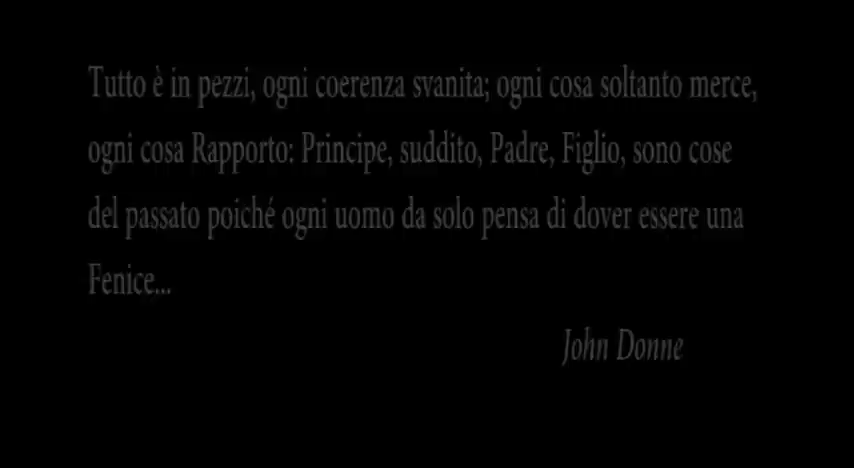 Tutto è in pezzi, ogni coerenza svanita; ogni cosa soltanto merce,
ogni cosa Rapporto: Principe, suddito, Padre, Figlio, sono cose
del passato poiché ogni uomo da solo pensa di dover essere una
Fenice...
John Donne